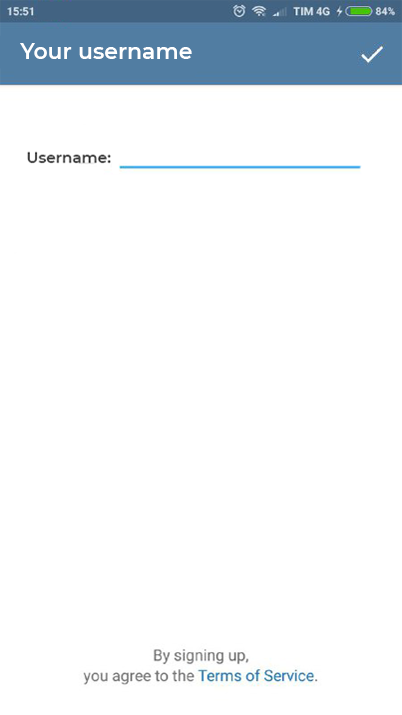 15:51 TIM 4G 84%
Your username
Username:
By signing up,
you agree to the Terms of Service.